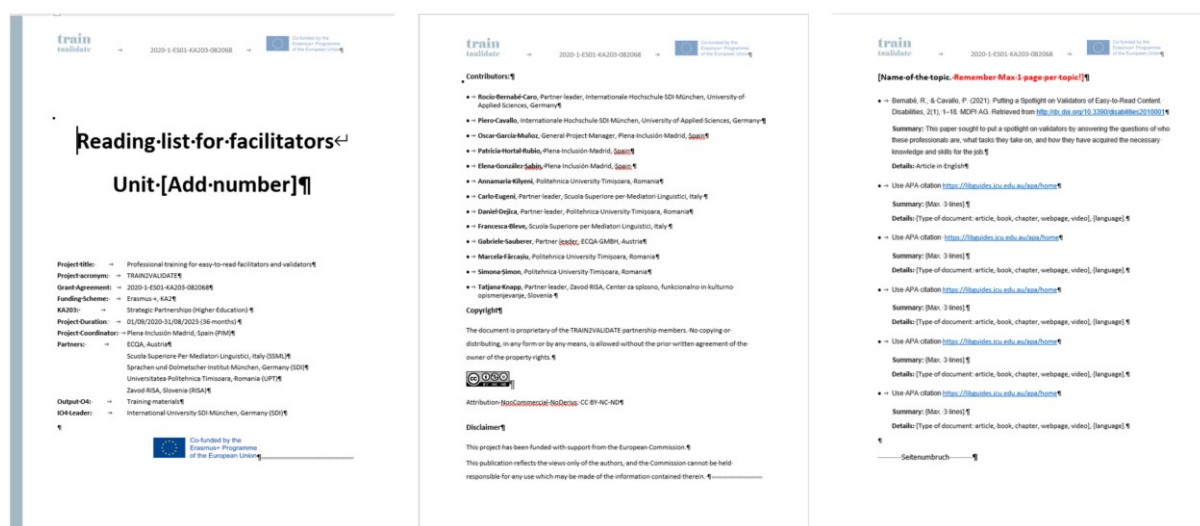 train
tealidate
2020-1-ES01-KA203-082068
Co-funded by the
Erasmus+ Programme
of the European Union
Reading list for facilitators
Unit [Add number]
Project title: Professional training for easy-to-read facilitators and validators
Project acronym: TRAIN2VALIDATE
Grant Agreement: 2020-1-ES01-KA203-082068
Funding Scheme: Erasmus+, KA2
KA203: Strategic Partnerships (Higher Education)
Project Duration: 01/09/2020-31/08/2023 (36 months)
Project Coordinator: Plena Inclusión Madrid, Spain (PIM)
Partners: ECQA, Austria
Scuola Superiore Per Mediatori Linguistici, Italy (SSML)
Sprachen und Dolmetscher Institut München, Germany (SDI)
Universitatea Politehnica Timisoara, Romania (UPT)
Zavod RISA, Slovenia (RISA)
Output O4: Training materials
IO4 Leader: International University SDI München, Germany (SDI)
Co-funded by the
Erasmus+ Programme
of the European Union
train
tealidate
2020-1-ES01-KA203-082068
Co-funded by the
Erasmus+ Programme
of the European Union
Contributors:
• Rocío Bernabé Caro, Partner leader, Internationale Hochschule SDI München, University of
Applied Sciences, Germany
• Piero Cavallo, Internationale Hochschule SDI München, University of Applied Sciences, Germany
• Oscar García Muñoz, General Project Manager, Plena Inclusión Madrid, Spain
• Patricia Hortal Rubio, Plena Inclusión Madrid, Spain
• Elena González Sabín, Plena Inclusión Madrid, Spain
• Annamaria Kilyeni, Politehnica University Timișoara, Romania
• Carlo Eugeni, Partner leader, Scuola Superiore per Mediatori Linguistici, Italy
• Daniel Dejica, Partner leader, Politehnica University Timișoara, Romania
• Francesca Bleve, Scuola Superiore per Mediatori Linguistici, Italy
• Gabriele Sauberer, Partner leader, ECQA GMBH, Austria
• Marcela Fărcașiu, Politehnica University Timișoara, Romania
• Simona Simon, Politehnica University Timișoara, Romania
• Tatjana Knapp, Partner leader, Zavod RISA, Center za splosno, funkcionalno in kulturno
opismenjevanje, Slovenia
Copyright
The document is proprietary of the TRAIN2VALIDATE partnership members. No copying or
distributing, in any form or by any means, is allowed without the prior written agreement of the
owner of the property rights.
Attribution-NonCommercial-NoDerivs: CC-BY-NC-ND
Disclaimer
This project has been funded with support from the European Commission.
This publication reflects the views only of the authors, and the Commission cannot be held
responsible for any use which may be made of the information contained therein.
train
tealidate
2020-1-ES01-KA203-082068
Co-funded by the
Erasmus+ Programme
of the European Union
[Name of the topic. Remember Max 1 page per topic!]
• Bernabé, R., & Cavallo, P. (2021). Putting a Spotlight on Validators of Easy-to-Read Content.
Disabilities, 2(1), 1–18. MDPI AG. Retrieved from http://dx.doi.org/10.3390/disabilities2010001
Summary: This paper sought to put a spotlight on validators by answering the questions of who
these professionals are, what tasks they take on, and how they have acquired the necessary
knowledge and skills for the job.
Details: Article in English
• Use APA citation https://libguides.jcu.edu.au/apa/home
Summary: [Max. 3 lines]
Details: [Type of document: article, book, chapter, webpage, video], [language].
• Use APA citation https://libguides.jcu.edu.au/apa/home
Summary: [Max. 3 lines]
Details: [Type of document: article, book, chapter, webpage, video], [language].
• Use APA citation https://libguides.jcu.edu.au/apa/home
Summary: [Max. 3 lines]
Details: [Type of document: article, book, chapter, webpage, video], [language].
• Use APA citation https://libguides.jcu.edu.au/apa/home
Summary: [Max. 3 lines]
Details: [Type of document: article, book, chapter, webpage, video], [language].
• Use APA citation https://libguides.jcu.edu.au/apa/home
Summary: [Max. 3 lines]
Details: [Type of document: article, book, chapter, webpage, video], [language].
Seitenumbruch